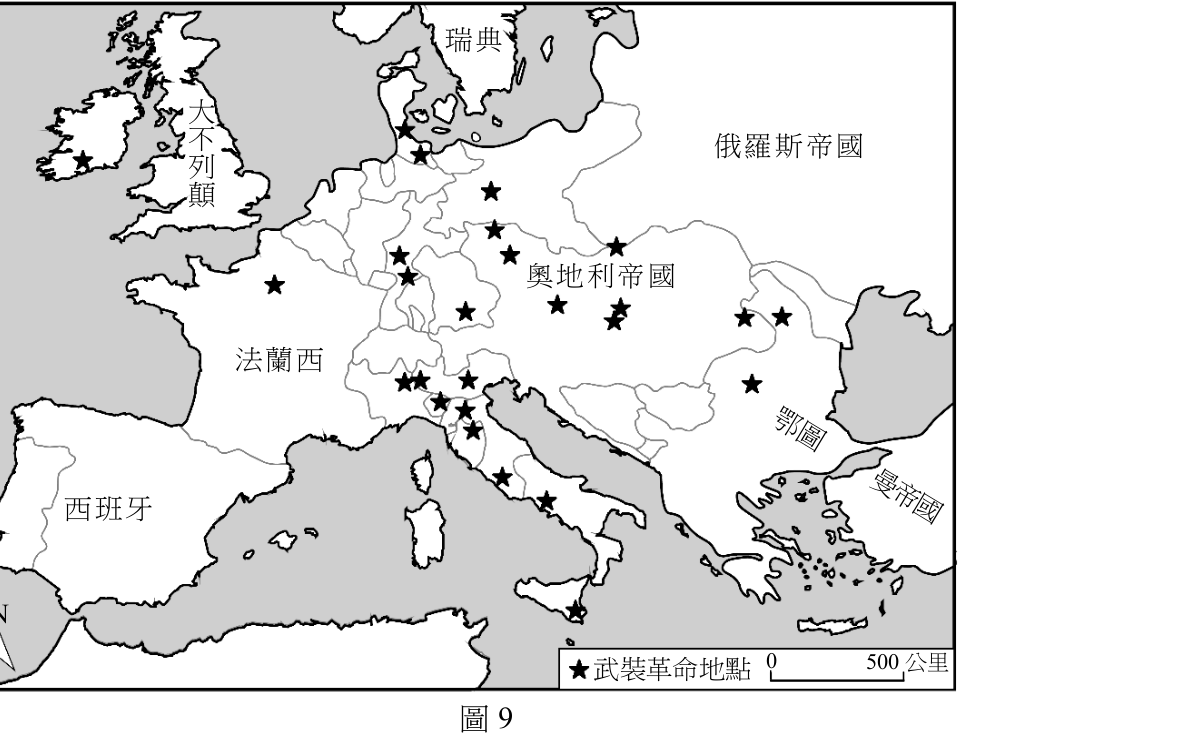 瑞典
大不列顛
俄羅斯帝國
奧地利帝國
法蘭西
鄂圖
曼帝國
西班牙
N
★武裝革命地點
0 500 公里
圖 9